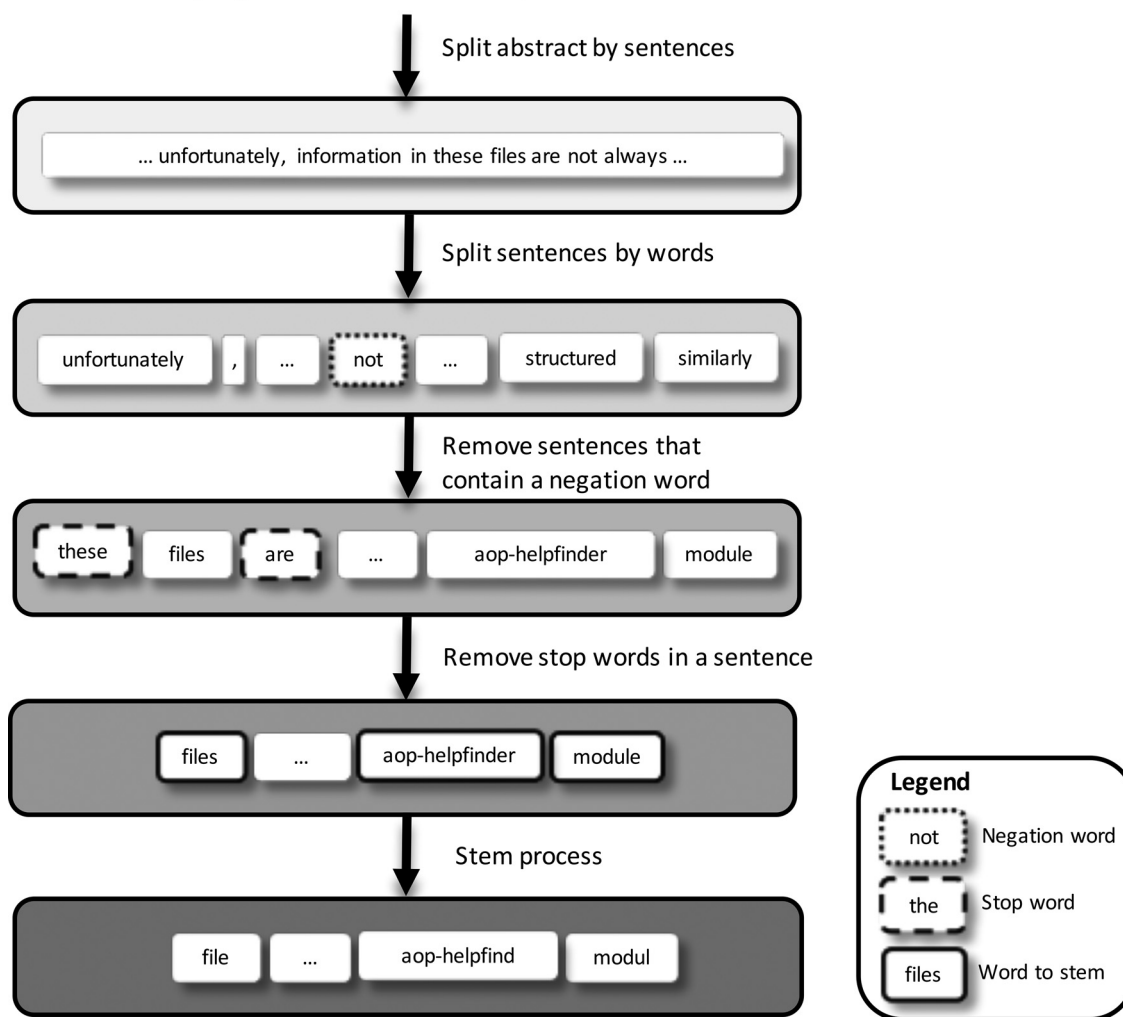 Split abstract by sentences
... unfortunately, information in these files are not always ...
Split sentences by words
unfortunately , ... not ... structured similarly
Remove sentences that
contain a negation word
these files are ... aop-helpfinder module
Remove stop words in a sentence
files ... aop-helpfinder module
Stem process
file ... aop-helpfind modul
Legend
not Negation word
the Stop word
files Word to stem